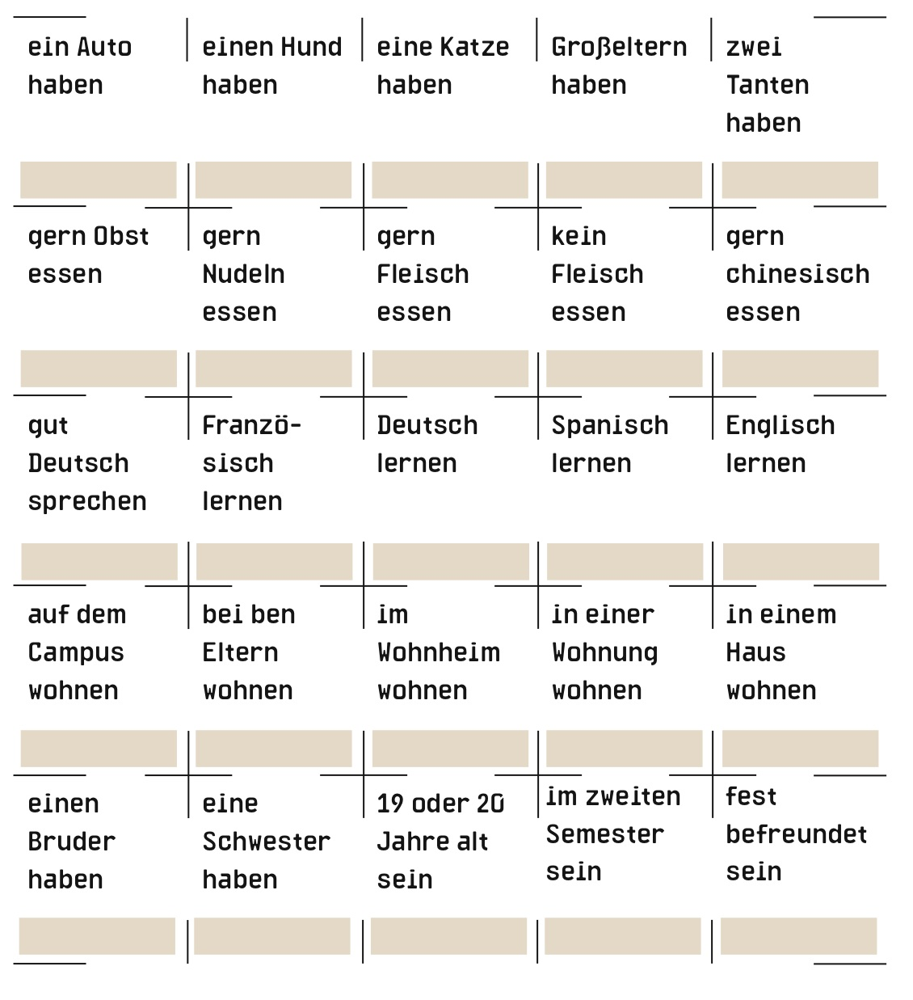 ein Auto
haben
einen Hund
haben
eine Katze
haben
Großeltern
haben
zwei
Tanten
haben
gern Obst
essen
gern
Nudeln
essen
gern
Fleisch
essen
kein
Fleisch
essen
gern
chinesisch
essen
gut
Deutsch
sprechen
Franzö-
sisch
lernen
Deutsch
lernen
Spanisch
lernen
Englisch
lernen
auf dem
Campus
wohnen
bei ben
Eltern
wohnen
im
Wohnheim
wohnen
in einer
Wohnung
wohnen
in einem
Haus
wohnen
einen
Bruder
haben
eine
Schwester
haben
19 oder 20
Jahre alt
sein
im zweiten
Semester
sein
fest
befreundet
sein